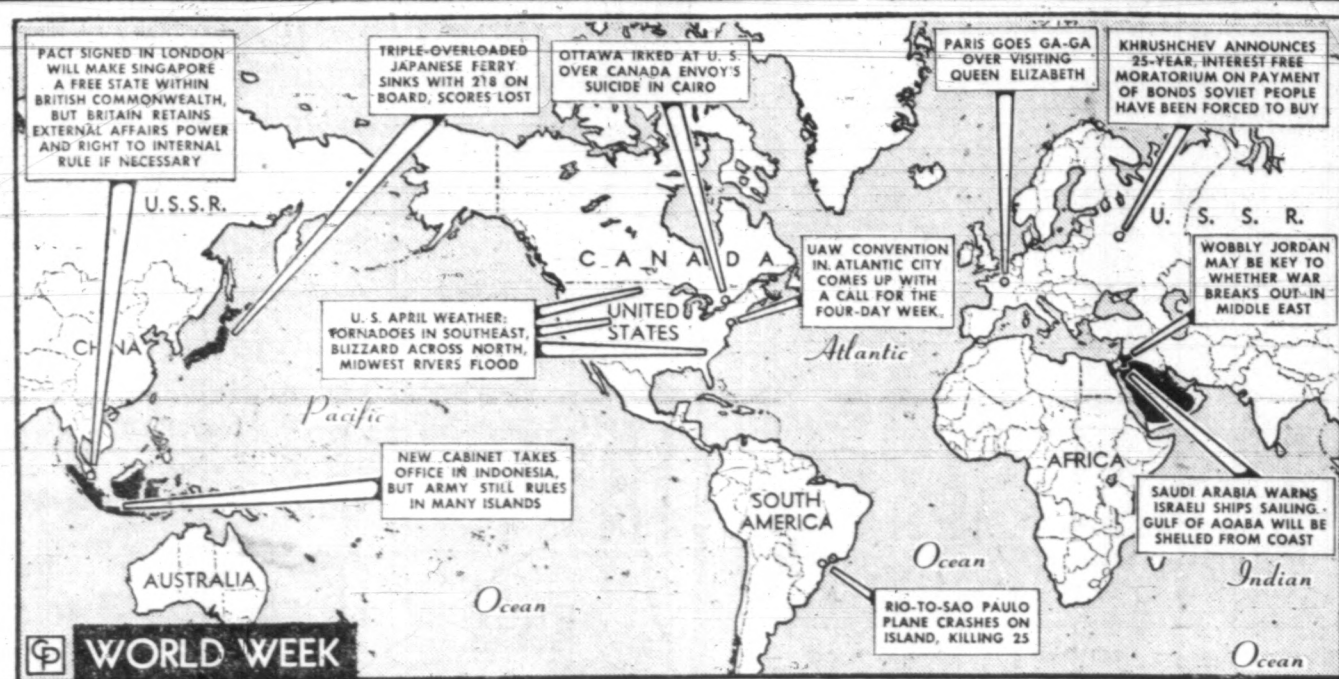 PACT SIGNED IN LONDON
WILL MAKE SINGAPORE
A FREE STATE WITHIN
BRITISH COMMONWEALTH,
BUT BRITAIN RETAINS
EXTERNAL AFFAIRS POWER
AND RIGHT TO INTERNAL
RULE IF NECESSARY
TRIPLE-OVERLOADED
JAPANESE FERRY
SINKS WITH 218 ON
BOARD, SCORES LOST
OTTAWA IRKED AT U. S.
OVER CANADA ENVOY'S
SUICIDE IN CAIRO
PARIS GOES GA-GA
OVER VISITING
QUEEN ELIZABETH
KHRUSHCHEV ANNOUNCES
25-YEAR, INTEREST FREE
MORATORIUM ON PAYMENT
OF BONDS SOVIET PEOPLE
HAVE BEEN FORCED TO BUY
U.S.S.R.
CANADA
U. S. S. R.
UAW CONVENTION
IN ATLANTIC CITY
COMES UP WITH
A CALL FOR THE
FOUR-DAY WEEK
WOBBLY JORDAN
MAY BE KEY TO
WHETHER WAR
BREAKS OUT IN
MIDDLE EAST
U. S. APRIL WEATHER:
TORNADOES IN SOUTHEAST,
BLIZZARD ACROSS NORTH,
MIDWEST RIVERS FLOOD
UNITED
STATES
CHINA
Atlantic
Pacific
NEW CABINET TAKES
OFFICE IN INDONESIA,
BUT ARMY STILL RULES
IN MANY ISLANDS
AFRICA
SOUTH
AMERICA
SAUDI ARABIA WARNS
ISRAELI SHIPS SAILING
GULF OF AQABA WILL BE
SHELLED FROM COAST
AUSTRALIA
Ocean
Ocean
Indian
RIO-TO-SAO PAULO
PLANE CRASHES ON
ISLAND, KILLING 25
CP WORLD WEEK
Ocean